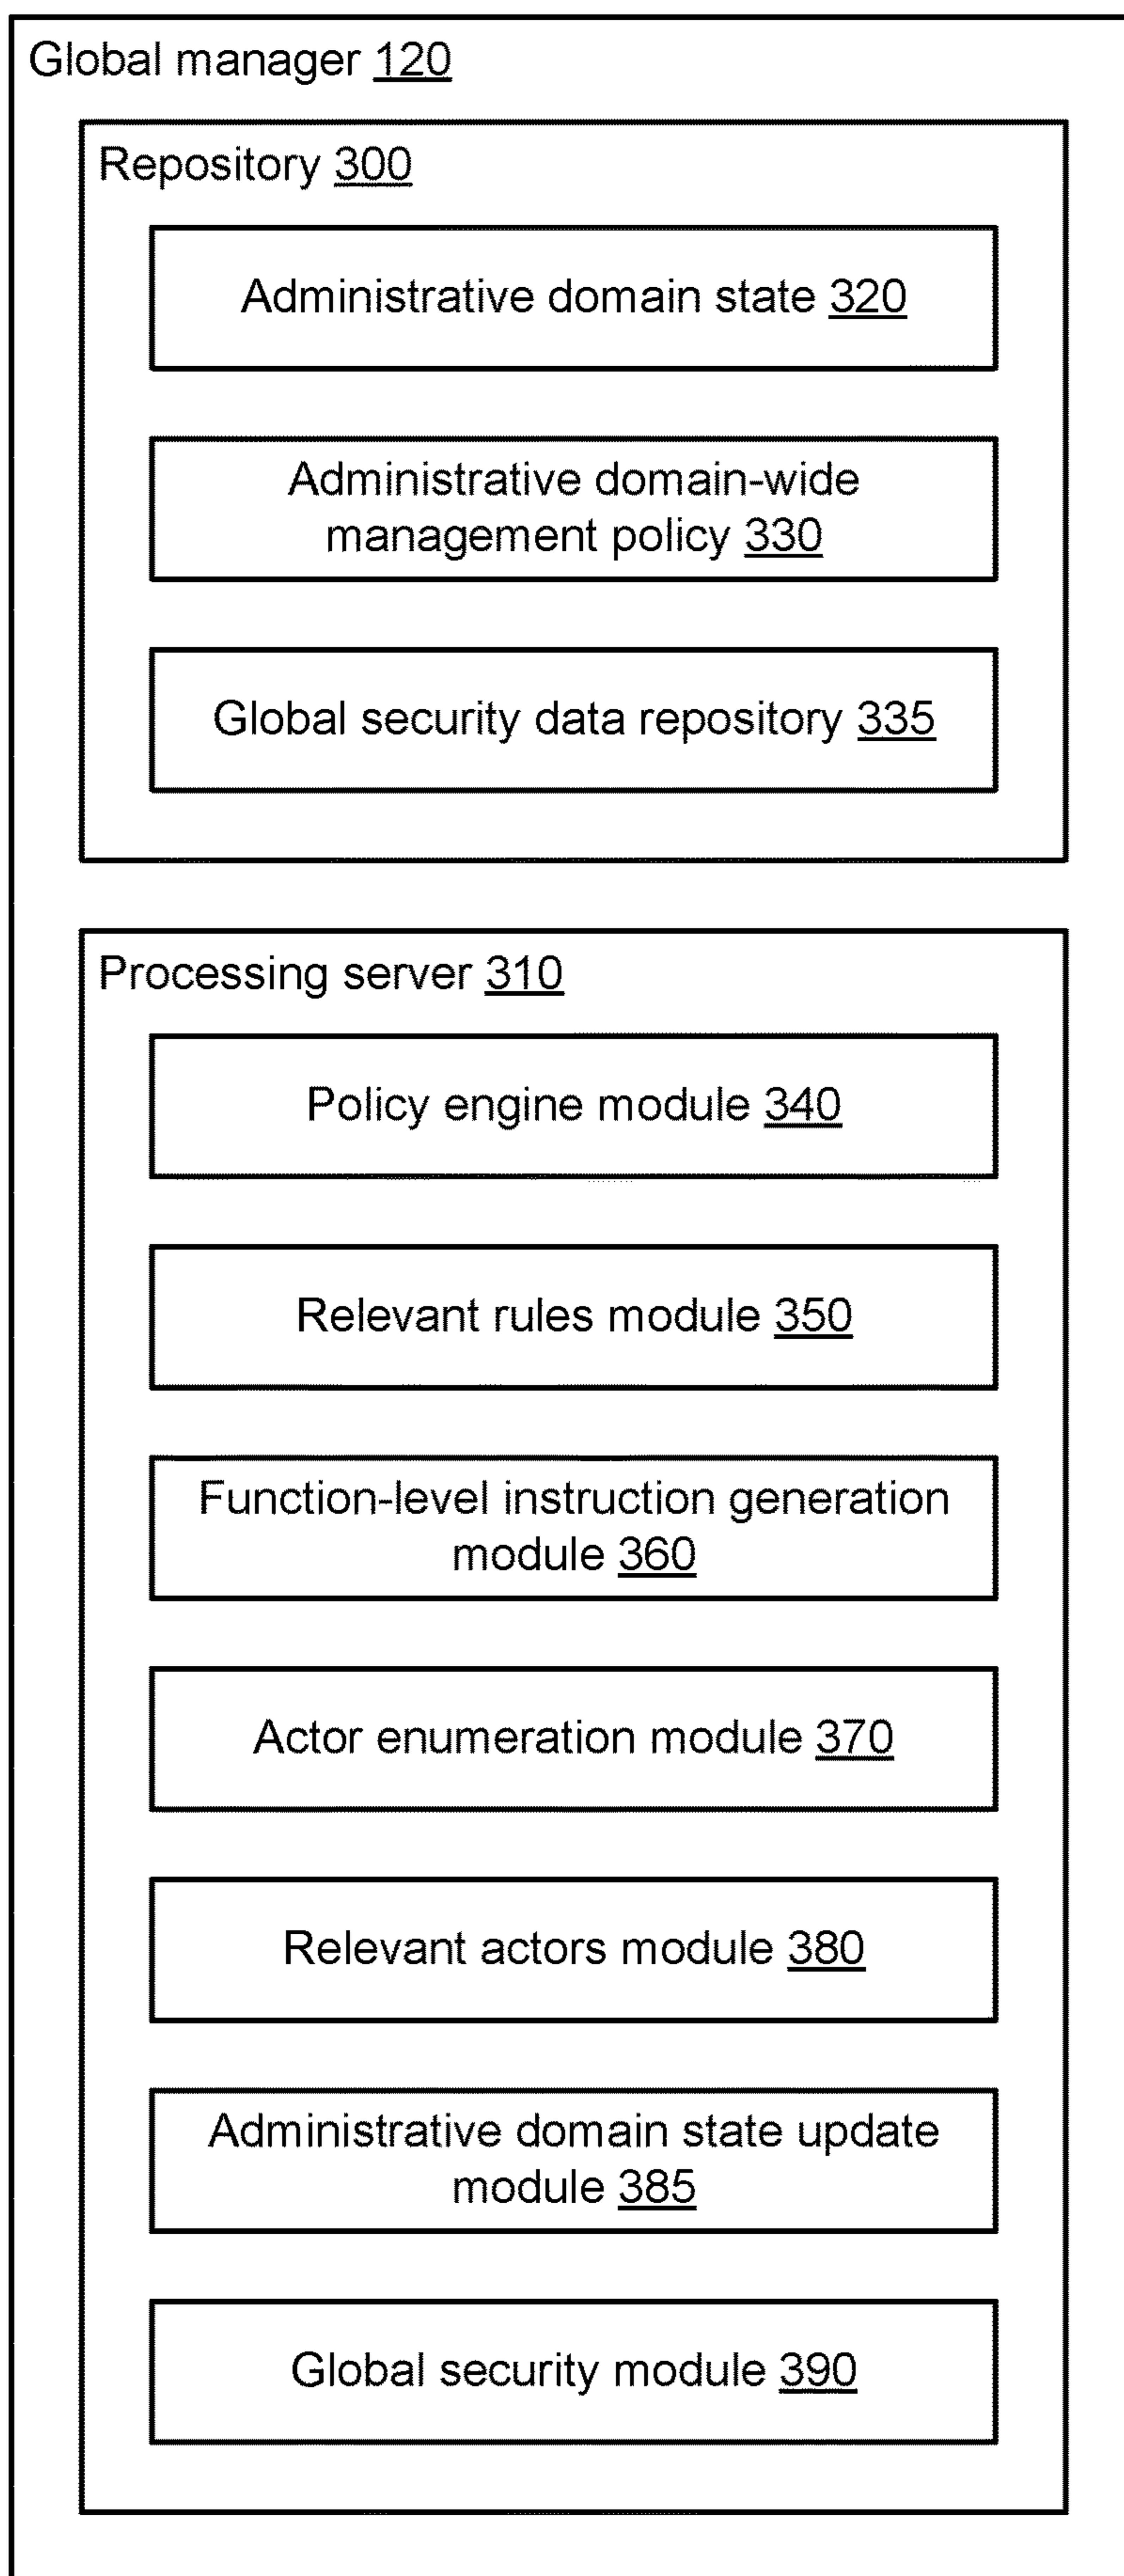 Global manager 120
Repository 300
Administrative domain state 320
Administrative domain-wide
management policy 330
Global security data repository 335
Processing server 310
Policy engine module 340
Relevant rules module 350
Function-level instruction generation
module 360
Actor enumeration module 370
Relevant actors module 380
Administrative domain state update
module 385
Global security module 390